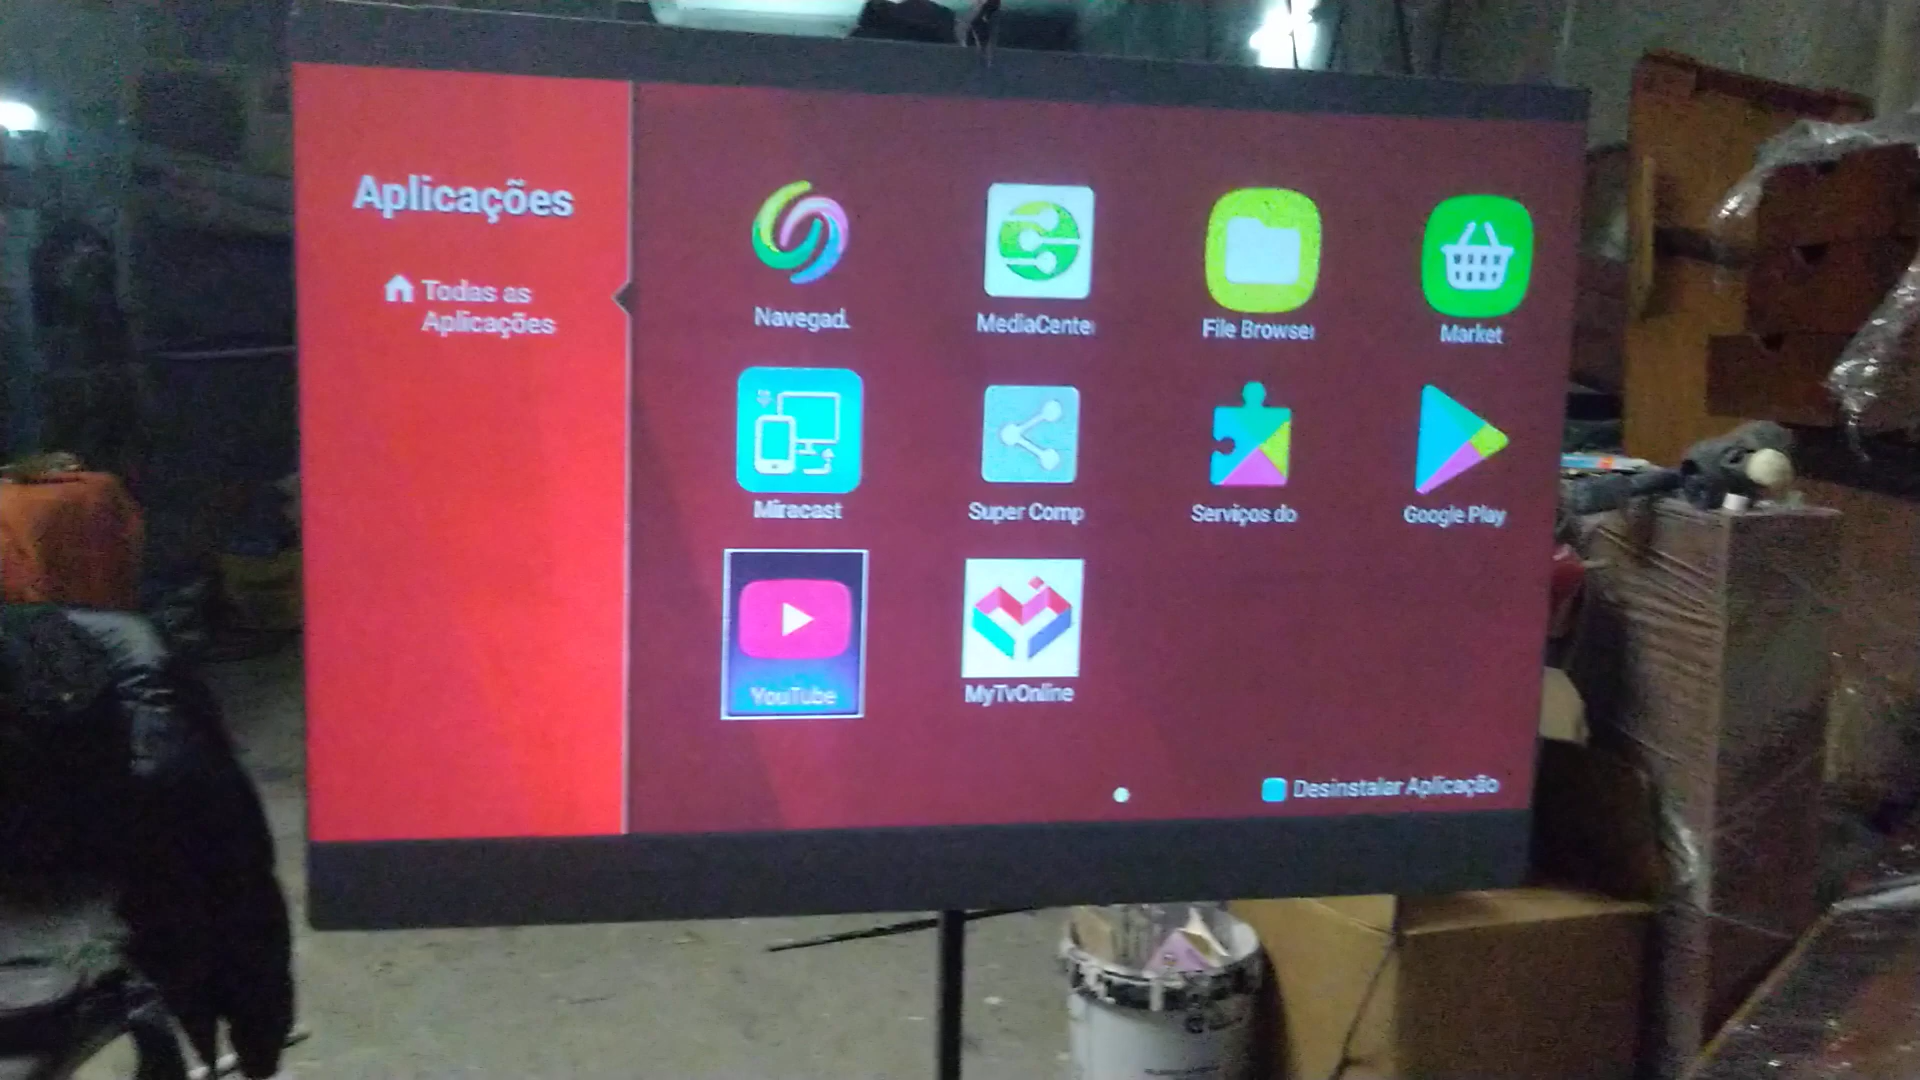 Aplicações
Todas as
Aplicações
Navegad.
MediaCente
File Browser
Market
Miracast
Super Comp
Serviços do
Google Play
YouTube
MyTvOnline
Desinstalar Aplicação